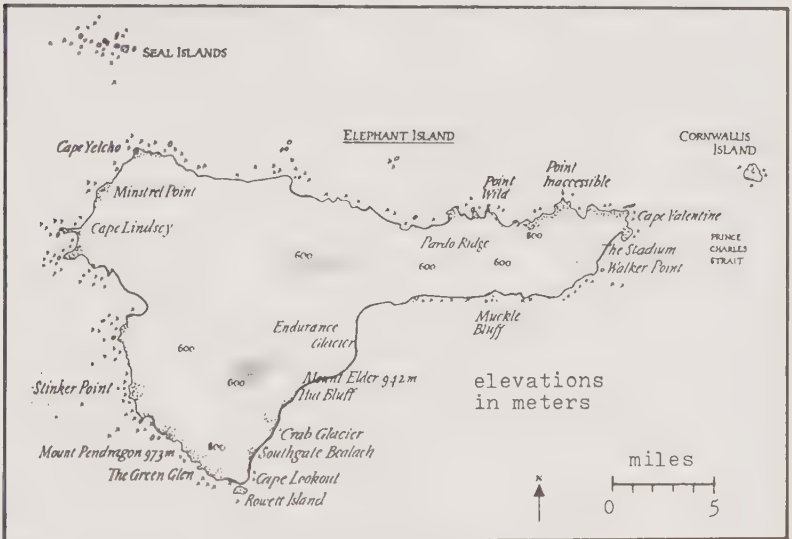 SEAL ISLANDS
ELEPHANT ISLAND
CORNWALLIS
ISLAND
Cape Yelcho
Minstrel Point
Cape Lindsey
Point
Wild
Point
Inaccessible
Cape Valentine
PRINCE
CHARLES
STRAIT
The Stadium
Walker Point
Pardo Ridge
600
600
600
600
Muckle
Bluff
Endurance
Glacier
600
600
Mount Elder 942m
Hut Bluff
Stinker Point
elevations
in meters
Crab Glacier
Mount Pendragon 973m
Southgate Bealach
The Green Glen
Cape Lookout
Rowett Island
N
miles
0 5